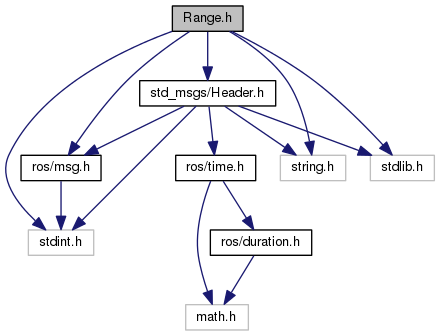 Range.h
std_msgs/Header.h
ros/msg.h
ros/time.h
string.h
stdlib.h
stdint.h
ros/duration.h
math.h